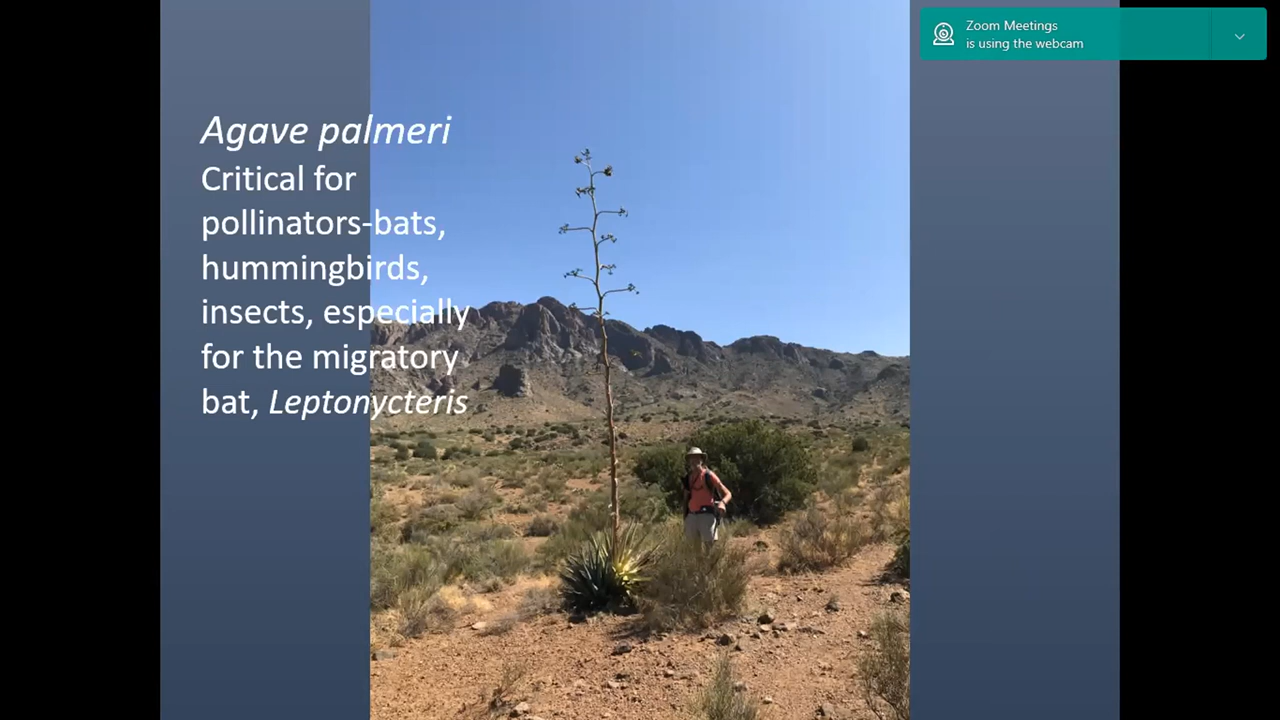 Zoom Meetings
is using the webcam
Agave palmeri
Critical for
pollinators-bats,
hummingbirds,
insects, especially
for the migratory
bat, Leptonycteris